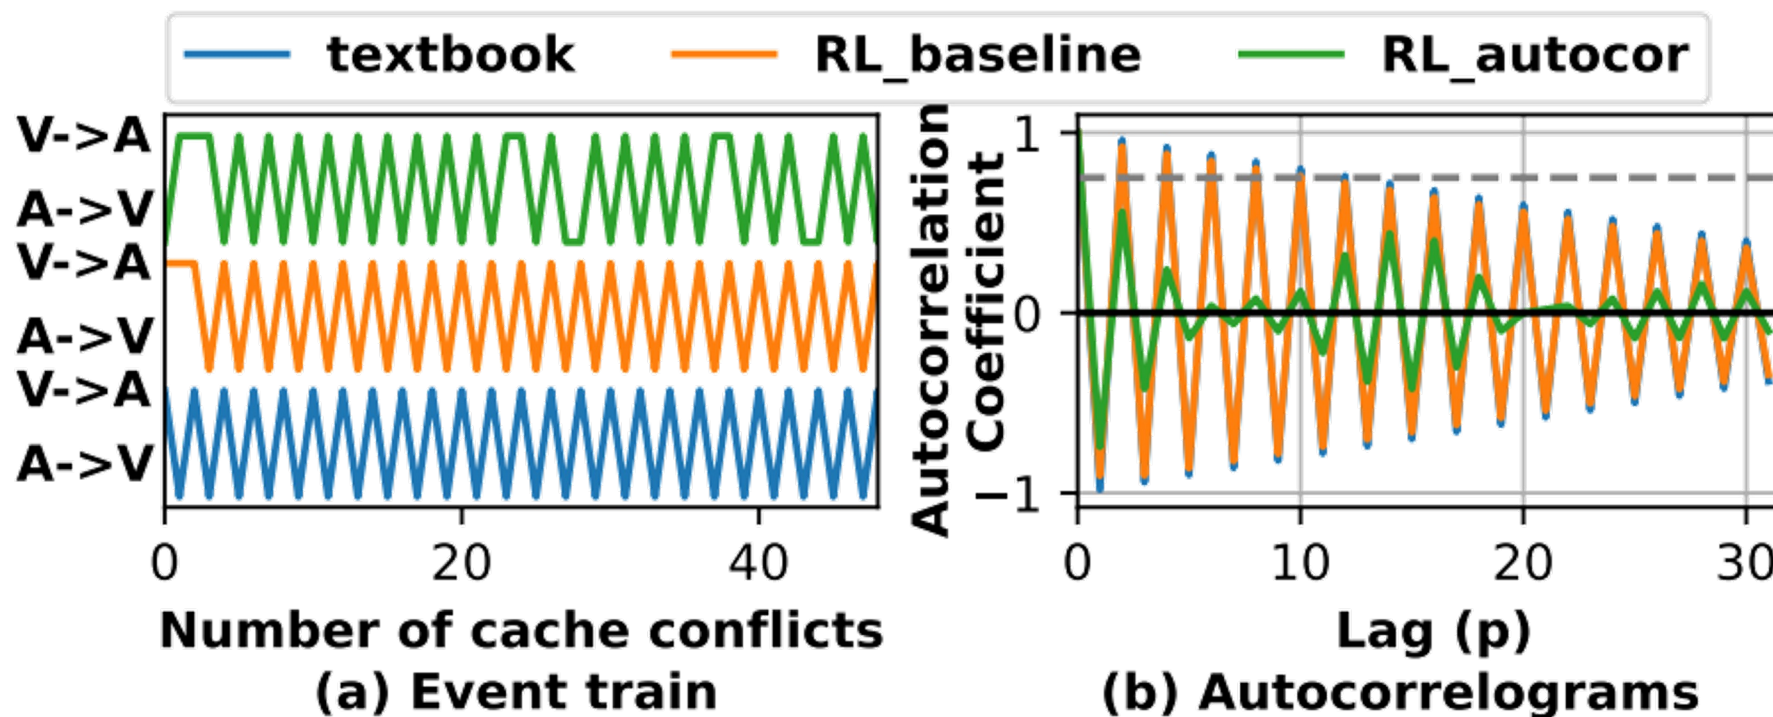 textbook RL_baseline RL_autocor
V->A
A->V
V->A
A->V
V->A
A->V
0 20 40
Number of cache conflicts
(a) Event train
Autocorrelation
Coefficient
1
0
−1
0 10 20 30
Lag (p)
(b) Autocorrelograms